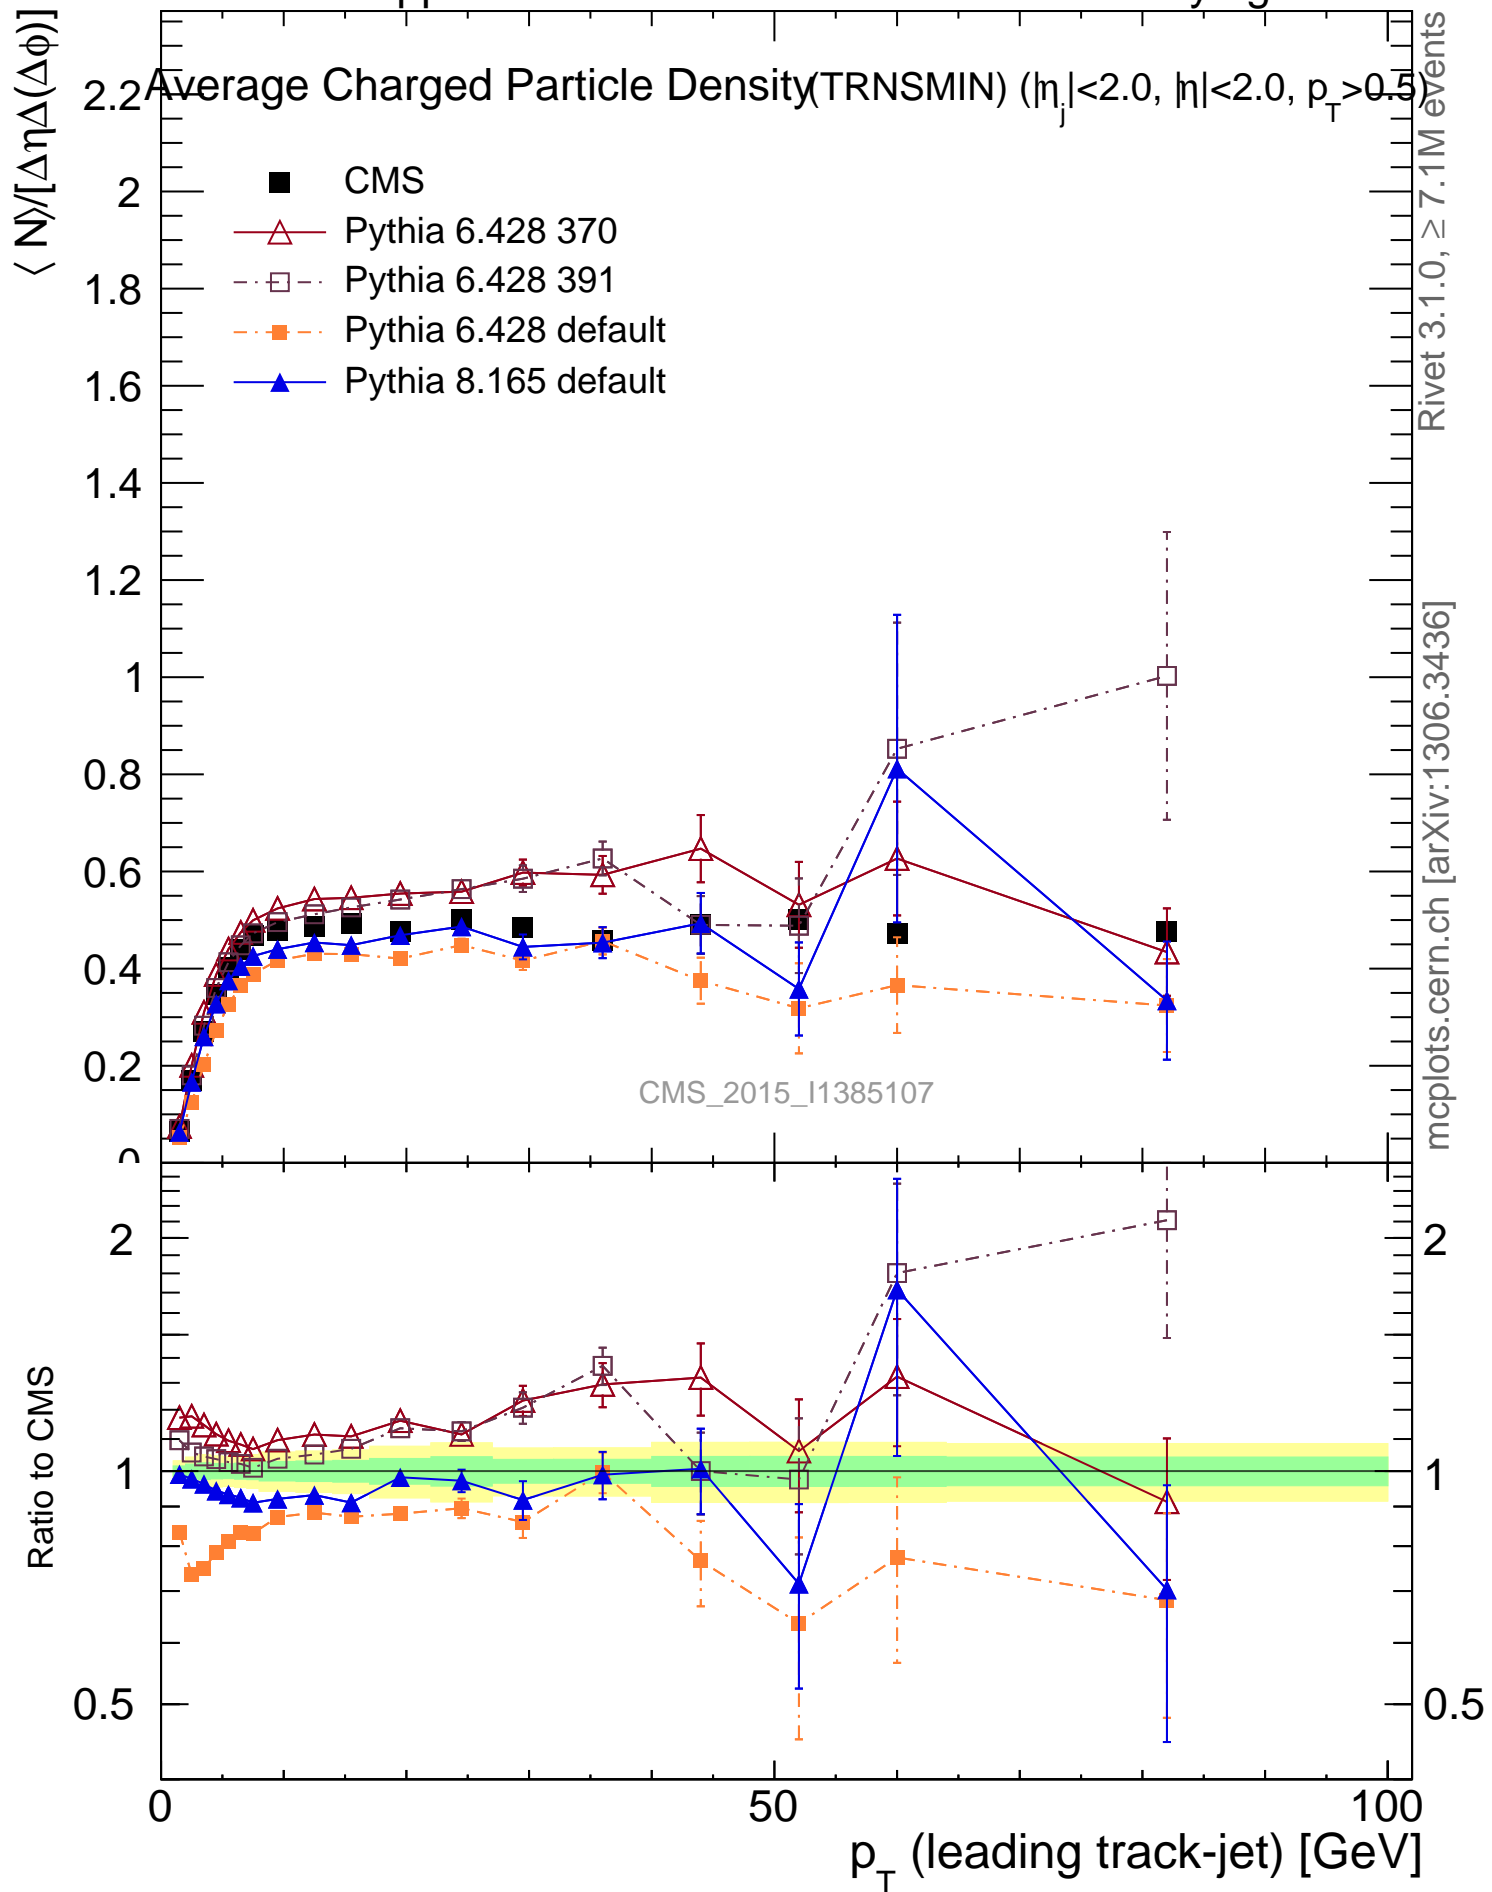 Average Charged Particle Density (TRNSMIN) (|η_j|<2.0, |η|<2.0, p_T>0.5)
⟨ N⟩/[ΔηΔ(Δφ)]
CMS
Pythia 6.428 370
Pythia 6.428 391
Pythia 6.428 default
Pythia 8.165 default
2.2
2
1.8
1.6
1.4
1.2
1
0.8
0.6
0.4
0.2
0
CMS_2015_I1385107
Rivet 3.1.0, ≥ 7.1M events
mcplots.cern.ch [arXiv:1306.3436]
Ratio to CMS
2
1
0.5
2
1
0.5
0
50
100
p_T (leading track-jet) [GeV]